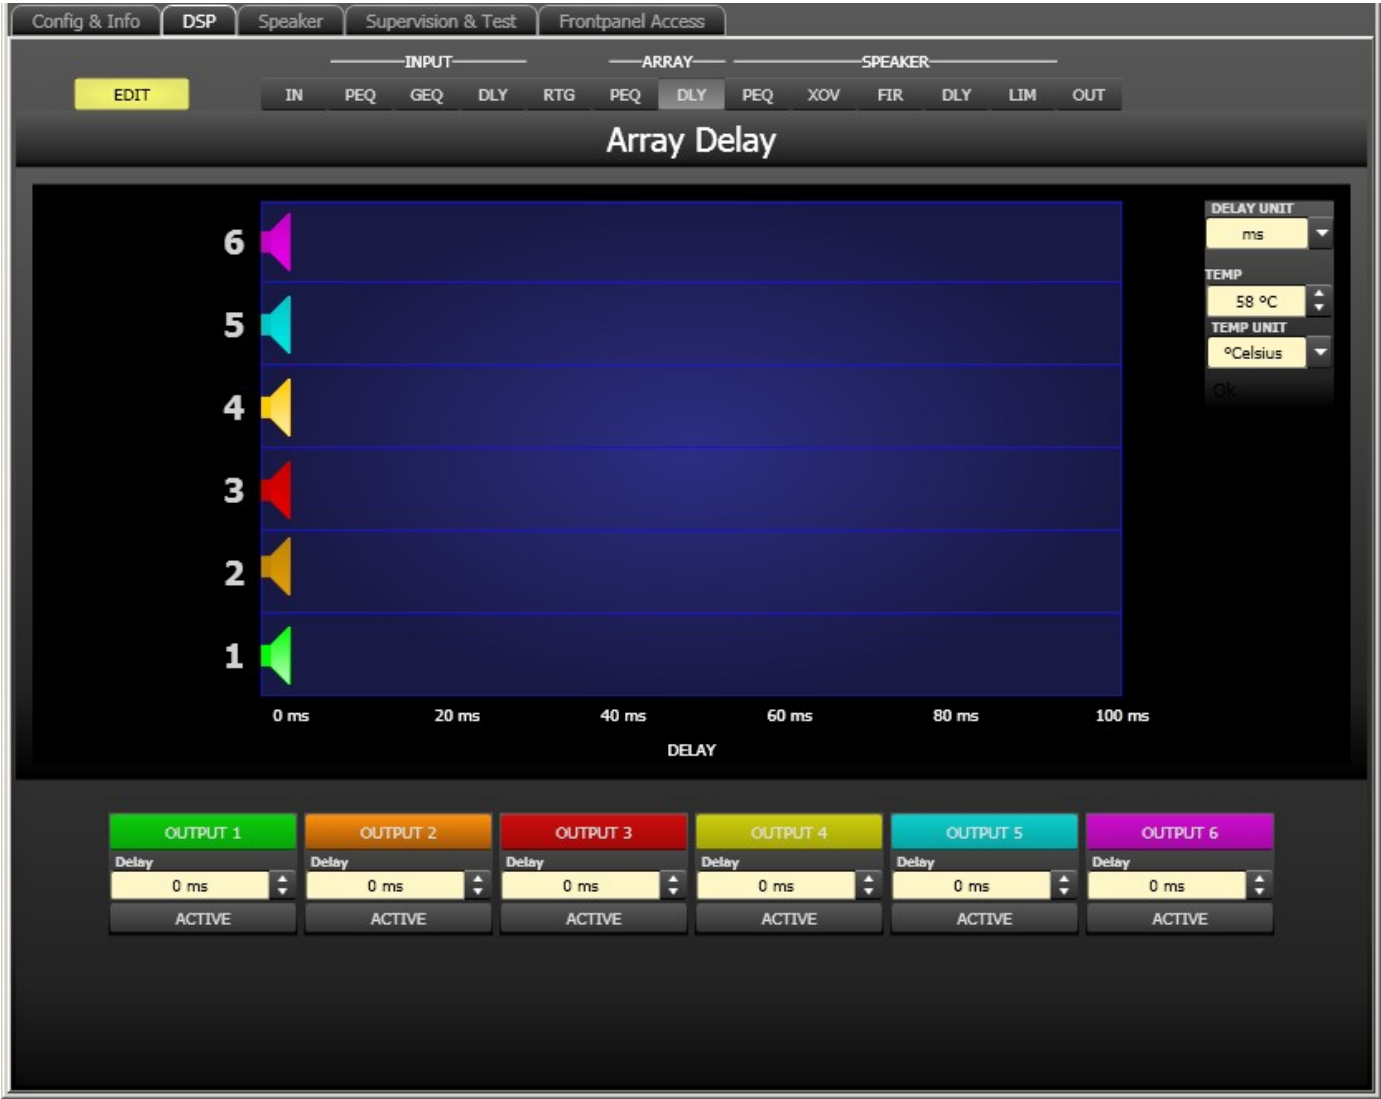 Config & Info DSP Speaker Supervision & Test Frontpanel Access
INPUT ARRAY SPEAKER
EDIT IN PEQ GEQ DLY RTG PEQ DLY PEQ XOV FIR DLY LIM OUT
Array Delay
DELAY UNIT
ms
TEMP
58 ºC
TEMP UNIT
ºCelsius
Ok
6
5
4
3
2
1
0 ms 20 ms 40 ms 60 ms 80 ms 100 ms
DELAY
OUTPUT 1 OUTPUT 2 OUTPUT 3 OUTPUT 4 OUTPUT 5 OUTPUT 6
Delay Delay Delay Delay Delay Delay
0 ms 0 ms 0 ms 0 ms 0 ms 0 ms
ACTIVE ACTIVE ACTIVE ACTIVE ACTIVE ACTIVE